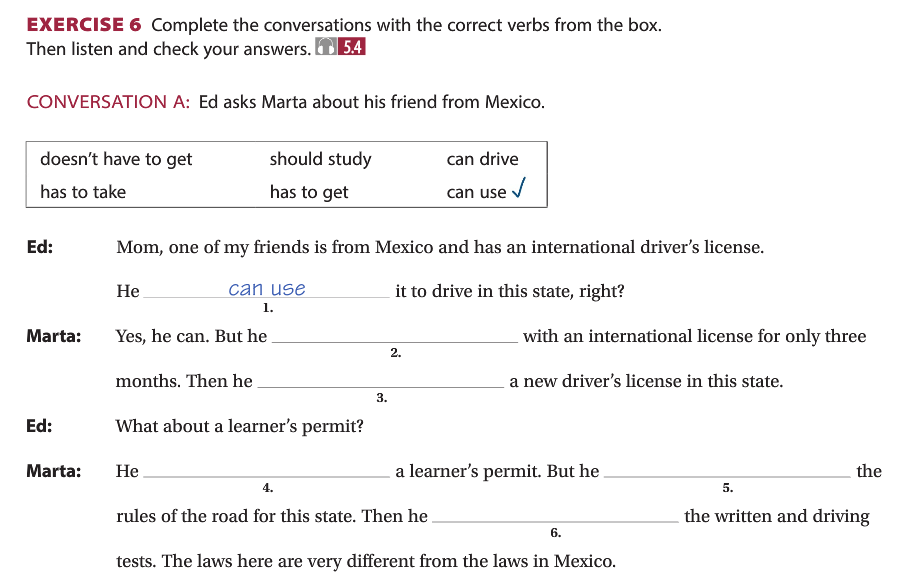 EXERCISE 6 Complete the conversations with the correct verbs from the box.
Then listen and check your answers. 5.4
CONVERSATION A: Ed asks Marta about his friend from Mexico.
doesn't have to get should study can drive
has to take has to get can use ✓
Ed: Mom, one of my friends is from Mexico and has an international driver's license.
He can use it to drive in this state, right?
1.
Marta: Yes, he can. But he ____ with an international license for only three
2.
months. Then he ____ a new driver's license in this state.
3.
Ed: What about a learner's permit?
Marta: He ____ a learner's permit. But he ____ the
4. 5.
rules of the road for this state. Then he ____ the written and driving
6.
tests. The laws here are very different from the laws in Mexico.